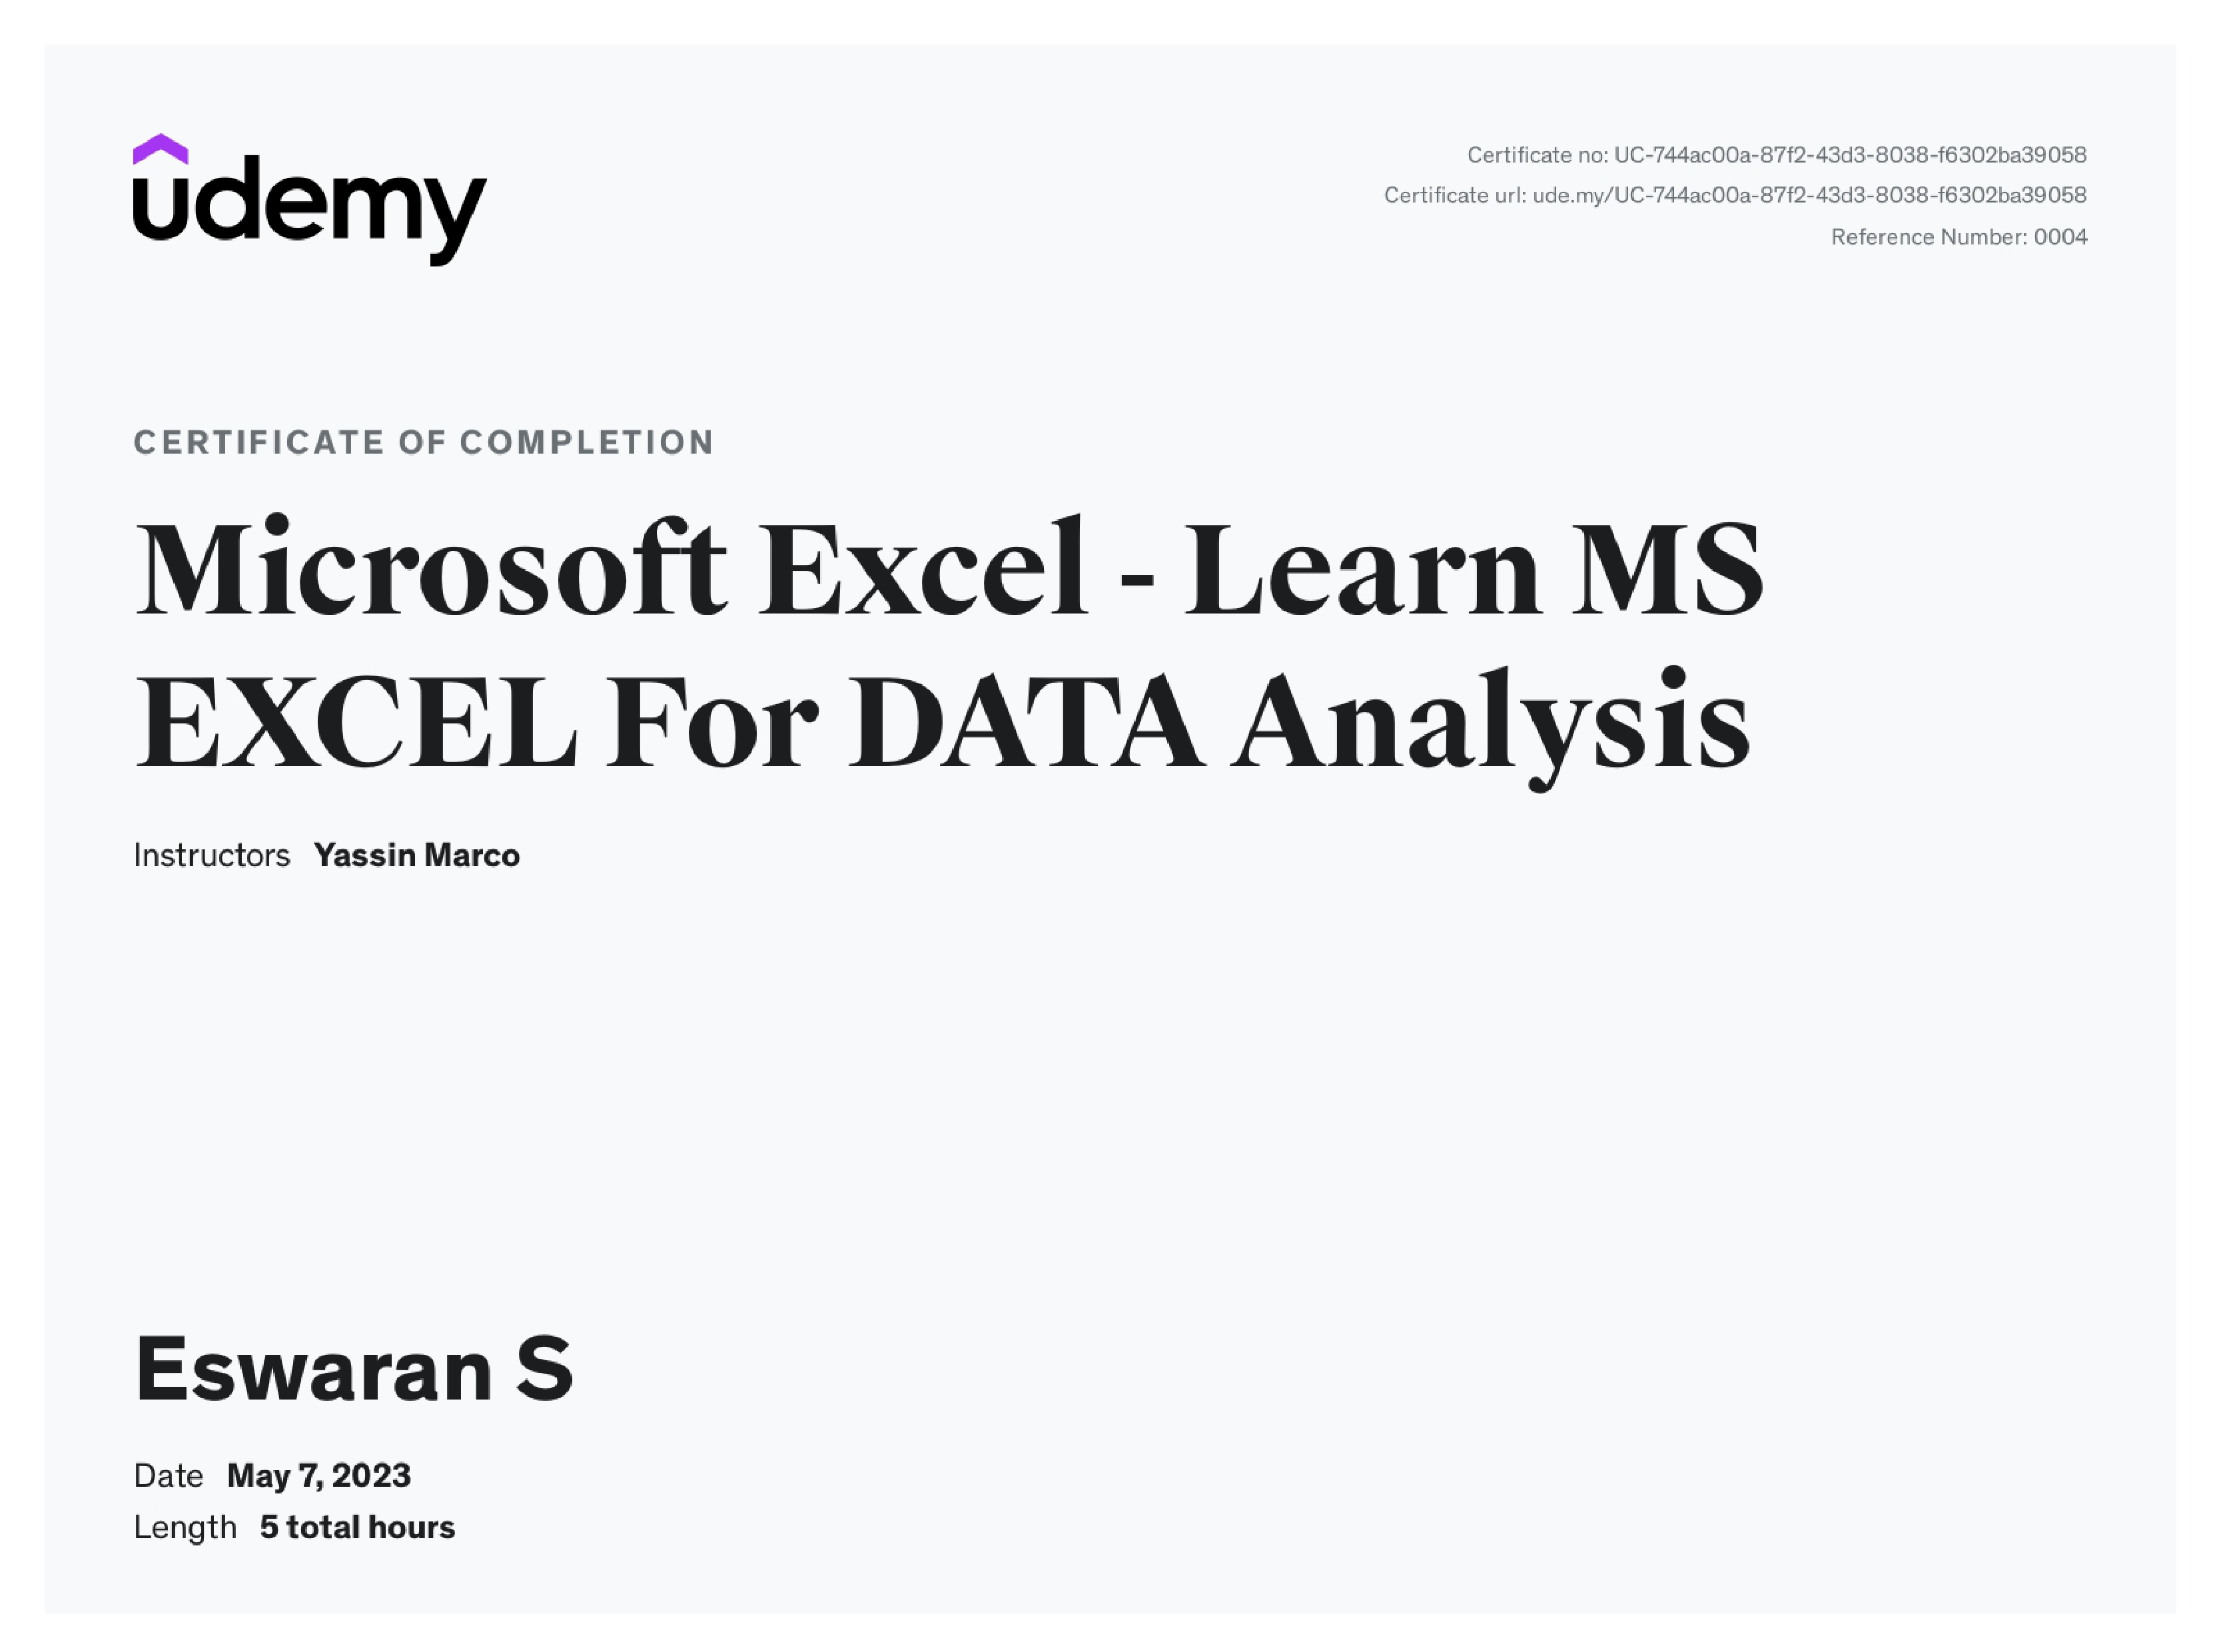 udemy
Certificate no: UC-744ac00a-87f2-43d3-8038-f6302ba39058
Certificate url: ude.my/UC-744ac00a-87f2-43d3-8038-f6302ba39058
Reference Number: 0004
CERTIFICATE OF COMPLETION
Microsoft Excel - Learn MS
EXCEL For DATA Analysis
Instructors Yassin Marco
Eswaran S
Date May 7, 2023
Length 5 total hours